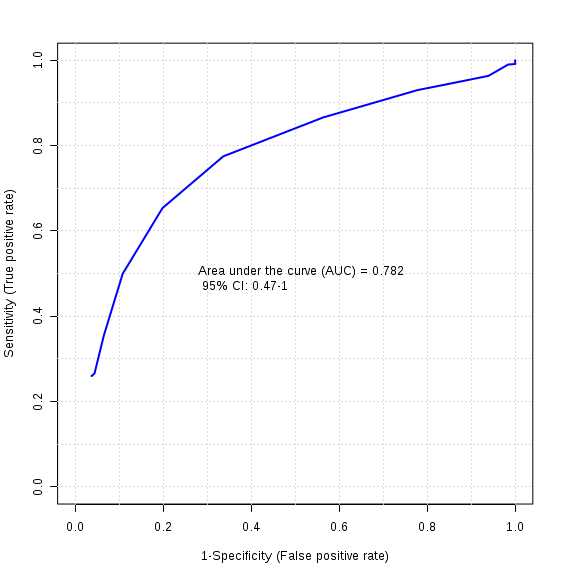 1.0
0.8
0.6
0.4
0.2
0.0
Sensitivity (True positive rate)
Area under the curve (AUC) = 0.782
95% CI: 0.47-1
0.0 0.2 0.4 0.6 0.8 1.0
1-Specificity (False positive rate)